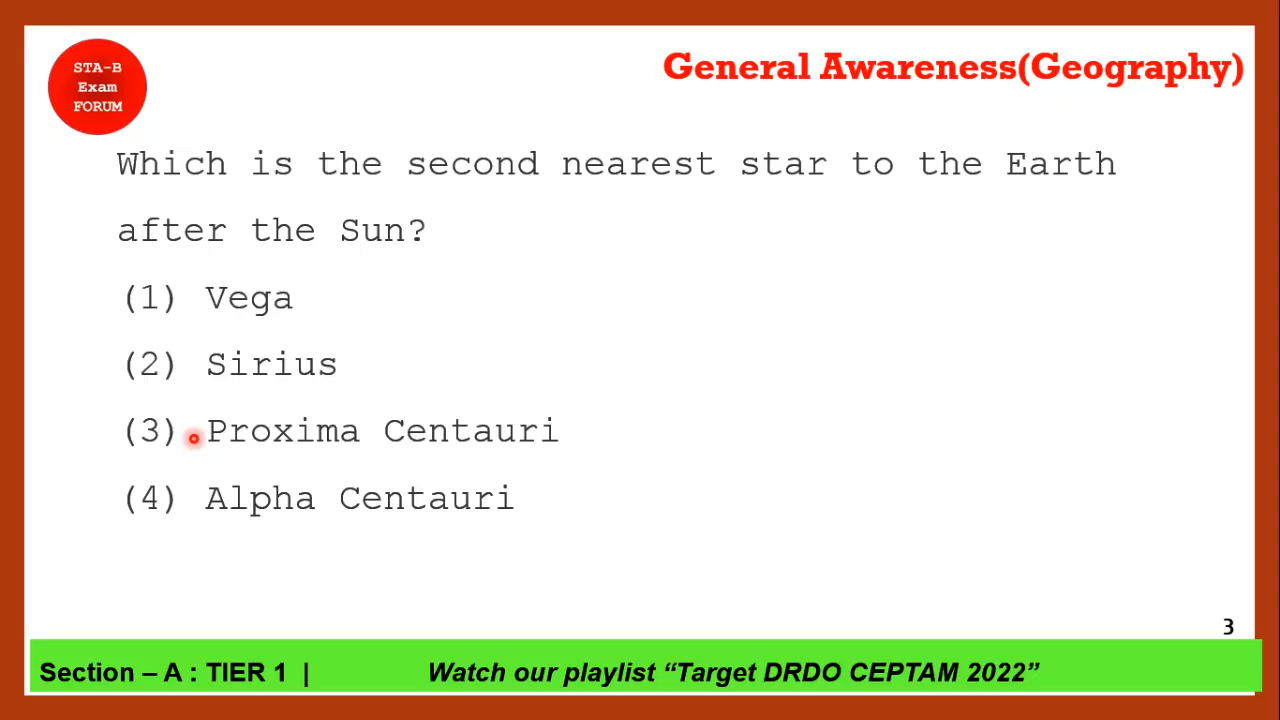 STA-B
Exam
FORUM
General Awareness(Geography)
Which is the second nearest star to the Earth
after the Sun?
(1) Vega
(2) Sirius
(3) Proxima Centauri
(4) Alpha Centauri
3
Section – A : TIER 1 | Watch our playlist “Target DRDO CEPTAM 2022”